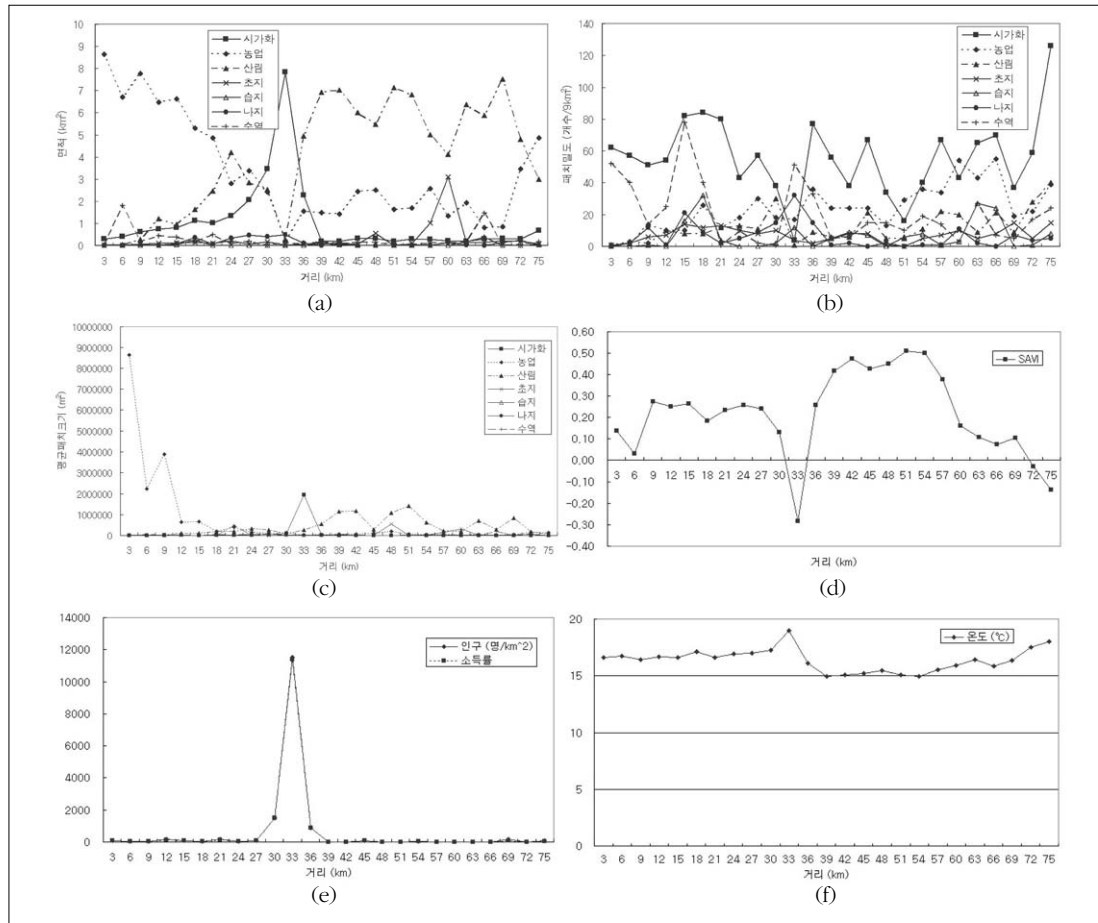 10
9
8
7
6
5
4
3
2
1
0
면적 (km²)
시가화
농업
산림
초지
습지
나지
수역
3 6 9 12 15 18 21 24 27 30 33 36 39 42 45 48 51 54 57 60 63 66 69 72 75
거리 (km)
(a)
140
120
100
80
60
40
20
0
패치밀도 (개수/9km²)
시가화
농업
산림
초지
습지
나지
수역
3 6 9 12 15 18 21 24 27 30 33 36 39 42 45 48 51 54 57 60 63 66 69 72 75
거리 (km)
(b)
10000000
9000000
8000000
7000000
6000000
5000000
4000000
3000000
2000000
1000000
0
평균패치크기 (m²)
시가화
농업
산림
초지
습지
나지
수역
3 6 9 12 15 18 21 24 27 30 33 36 39 42 45 48 51 54 57 60 63 66 69 72 75
거리 (km)
(c)
0,60
0,50
0,40
0,30
0,20
0,10
0,00
-0,10
-0,20
-0,30
-0,40
SAVI
3 6 9 12 15 18 21 24 27 30 33 36 39 42 45 48 51 54 57 60 63 66 69 72 75
거리 (km)
(d)
14000
12000
10000
8000
6000
4000
2000
0
인구 (명/km^2)
소득률
3 6 9 12 15 18 21 24 27 30 33 36 39 42 45 48 51 54 57 60 63 66 69 72 75
거리 (km)
(e)
20
15
10
5
0
온도 (℃)
3 6 9 12 15 18 21 24 27 30 33 36 39 42 45 48 51 54 57 60 63 66 69 72 75
거리 (km)
(f)